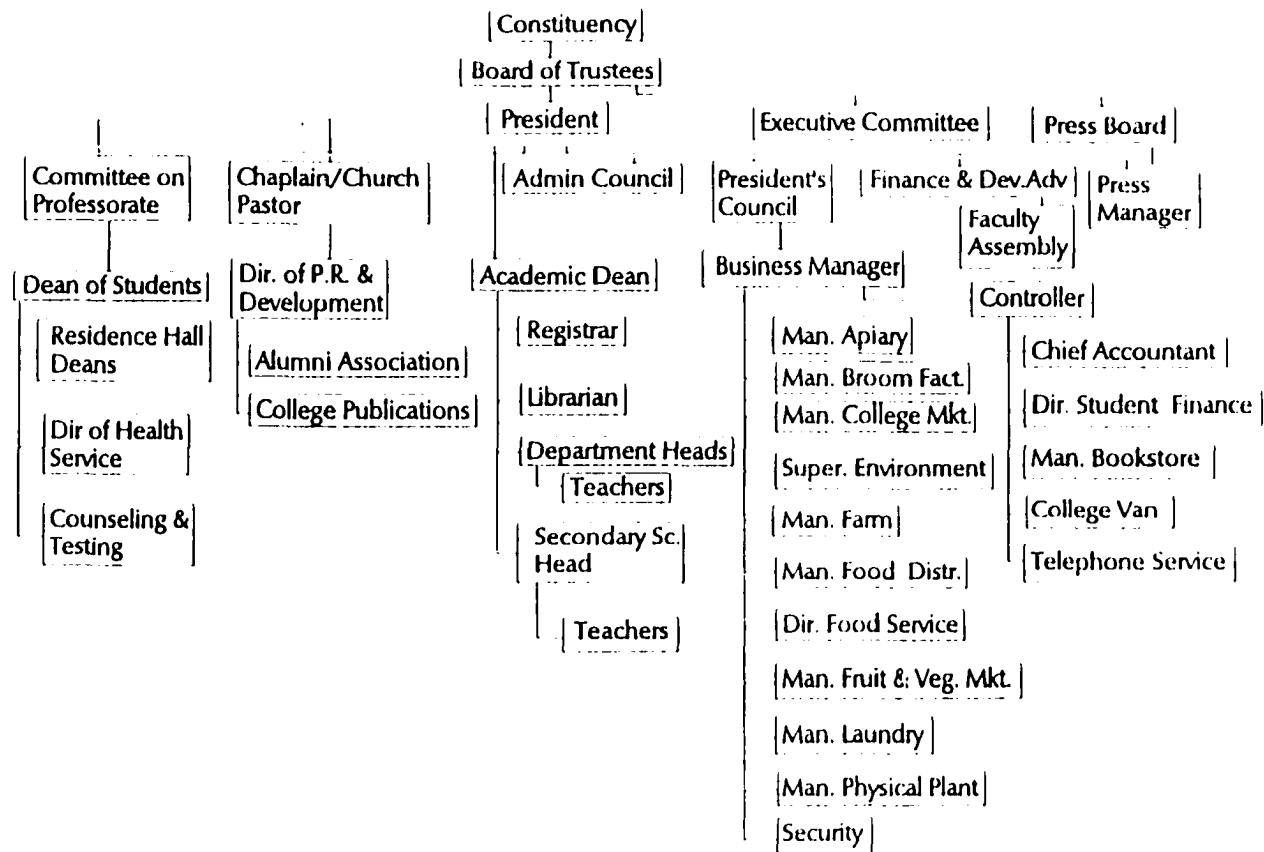 Constituency
Board of Trustees
President
Executive Committee
Press Board
Committee on
Professorate
Chaplain/Church
Pastor
Admin Council
President's
Council
Finance & Dev.Adv
Press
Manager
Faculty
Assembly
Dean of Students
Dir. of P.R. &
Development
Academic Dean
Business Manager
Controller
Residence Hall
Deans
Dir of Health
Service
Counseling &
Testing
Alumni Association
College Publications
Registrar
Librarian
Department Heads
Teachers
Secondary Sc.
Head
Teachers
Man. Apiary
Man. Broom Fact.
Man. College Mkt.
Super. Environment
Man. Farm
Man. Food Distr.
Dir. Food Service
Man. Fruit & Veg. Mkt.
Man. Laundry
Man. Physical Plant
Security
Chief Accountant
Dir. Student Finance
Man. Bookstore
College Van
Telephone Service